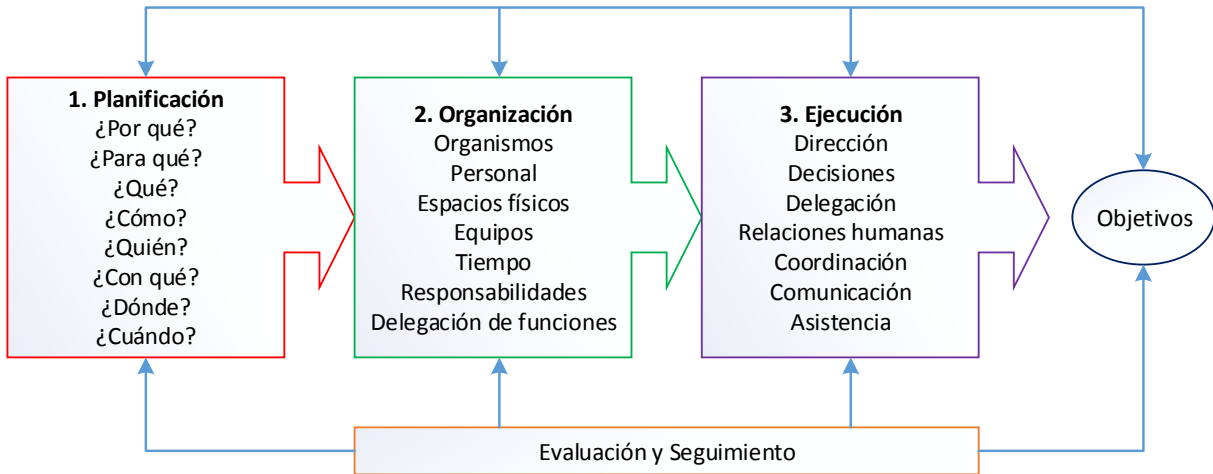 1. Planificación
¿Por qué?
¿Para qué?
¿Qué?
¿Cómo?
¿Quién?
¿Con qué?
¿Dónde?
¿Cuándo?
2. Organización
Organismos
Personal
Espacios físicos
Equipos
Tiempo
Responsabilidades
Delegación de funciones
3. Ejecución
Dirección
Decisiones
Delegación
Relaciones humanas
Coordinación
Comunicación
Asistencia
Objetivos
Evaluación y Seguimiento